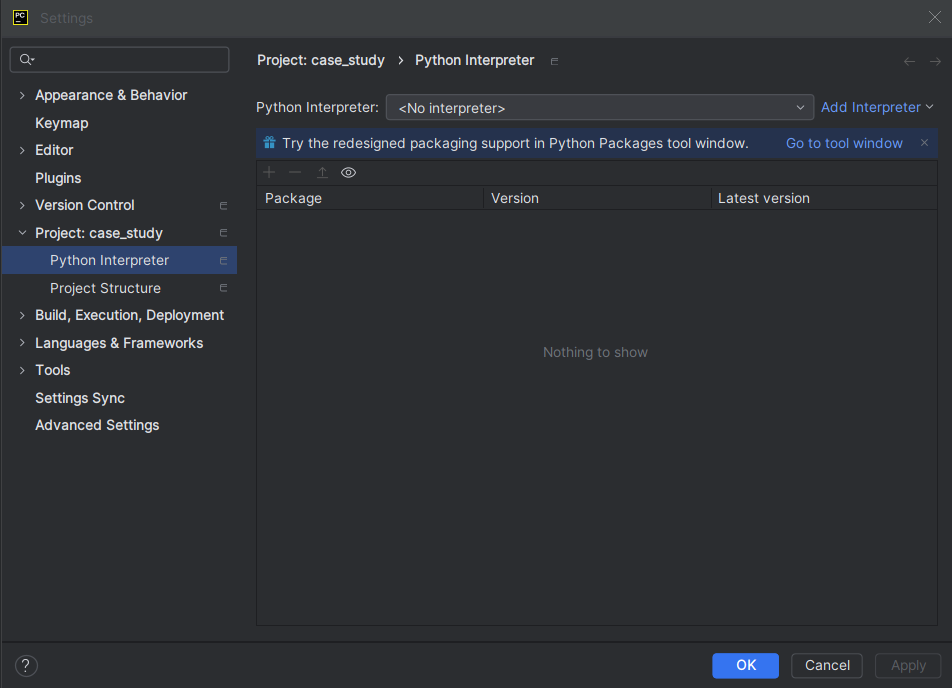 PC
Settings
Project: case_study › Python Interpreter
Python Interpreter: <No interpreter> Add Interpreter
Try the redesigned packaging support in Python Packages tool window. Go to tool window
Package Version Latest version
Nothing to show
Appearance & Behavior
Keymap
Editor
Plugins
Version Control
Project: case_study
Python Interpreter
Project Structure
Build, Execution, Deployment
Languages & Frameworks
Tools
Settings Sync
Advanced Settings
? OK Cancel Apply